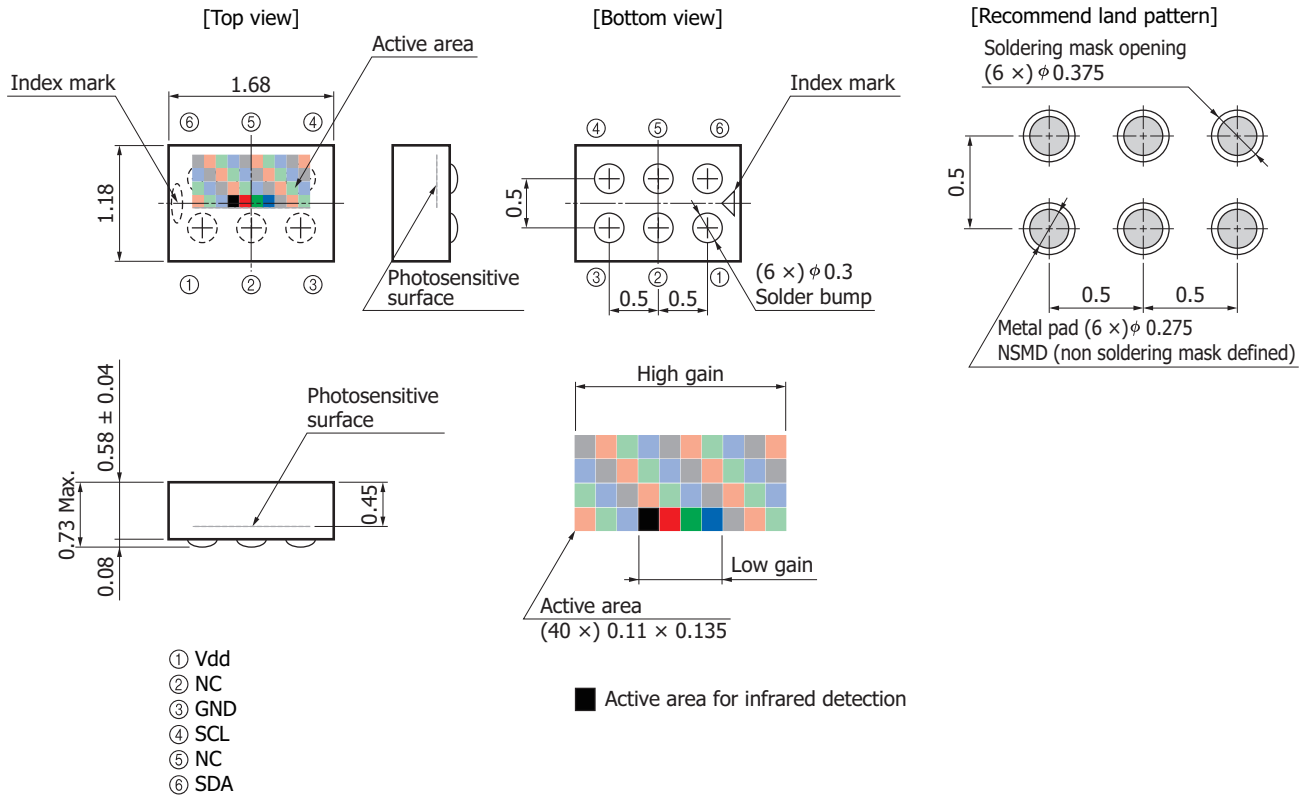 [Top view]
Active area
Index mark
1.68
⑥ ⑤ ④
1.18
① ② ③
Photosensitive
surface
[Bottom view]
Index mark
④ ⑤ ⑥
0.5
③ ② ①
(6 ×) φ 0.3
Solder bump
0.5 0.5
[Recommend land pattern]
Soldering mask opening
(6 ×) φ 0.375
0.5
0.5 0.5
Metal pad (6 ×) φ 0.275
NSMD (non soldering mask defined)
0.58 ± 0.04
0.73 Max.
0.08
Photosensitive
surface
0.45
High gain
Low gain
Active area
(40 ×) 0.11 × 0.135
Active area for infrared detection
① Vdd
② NC
③ GND
④ SCL
⑤ NC
⑥ SDA